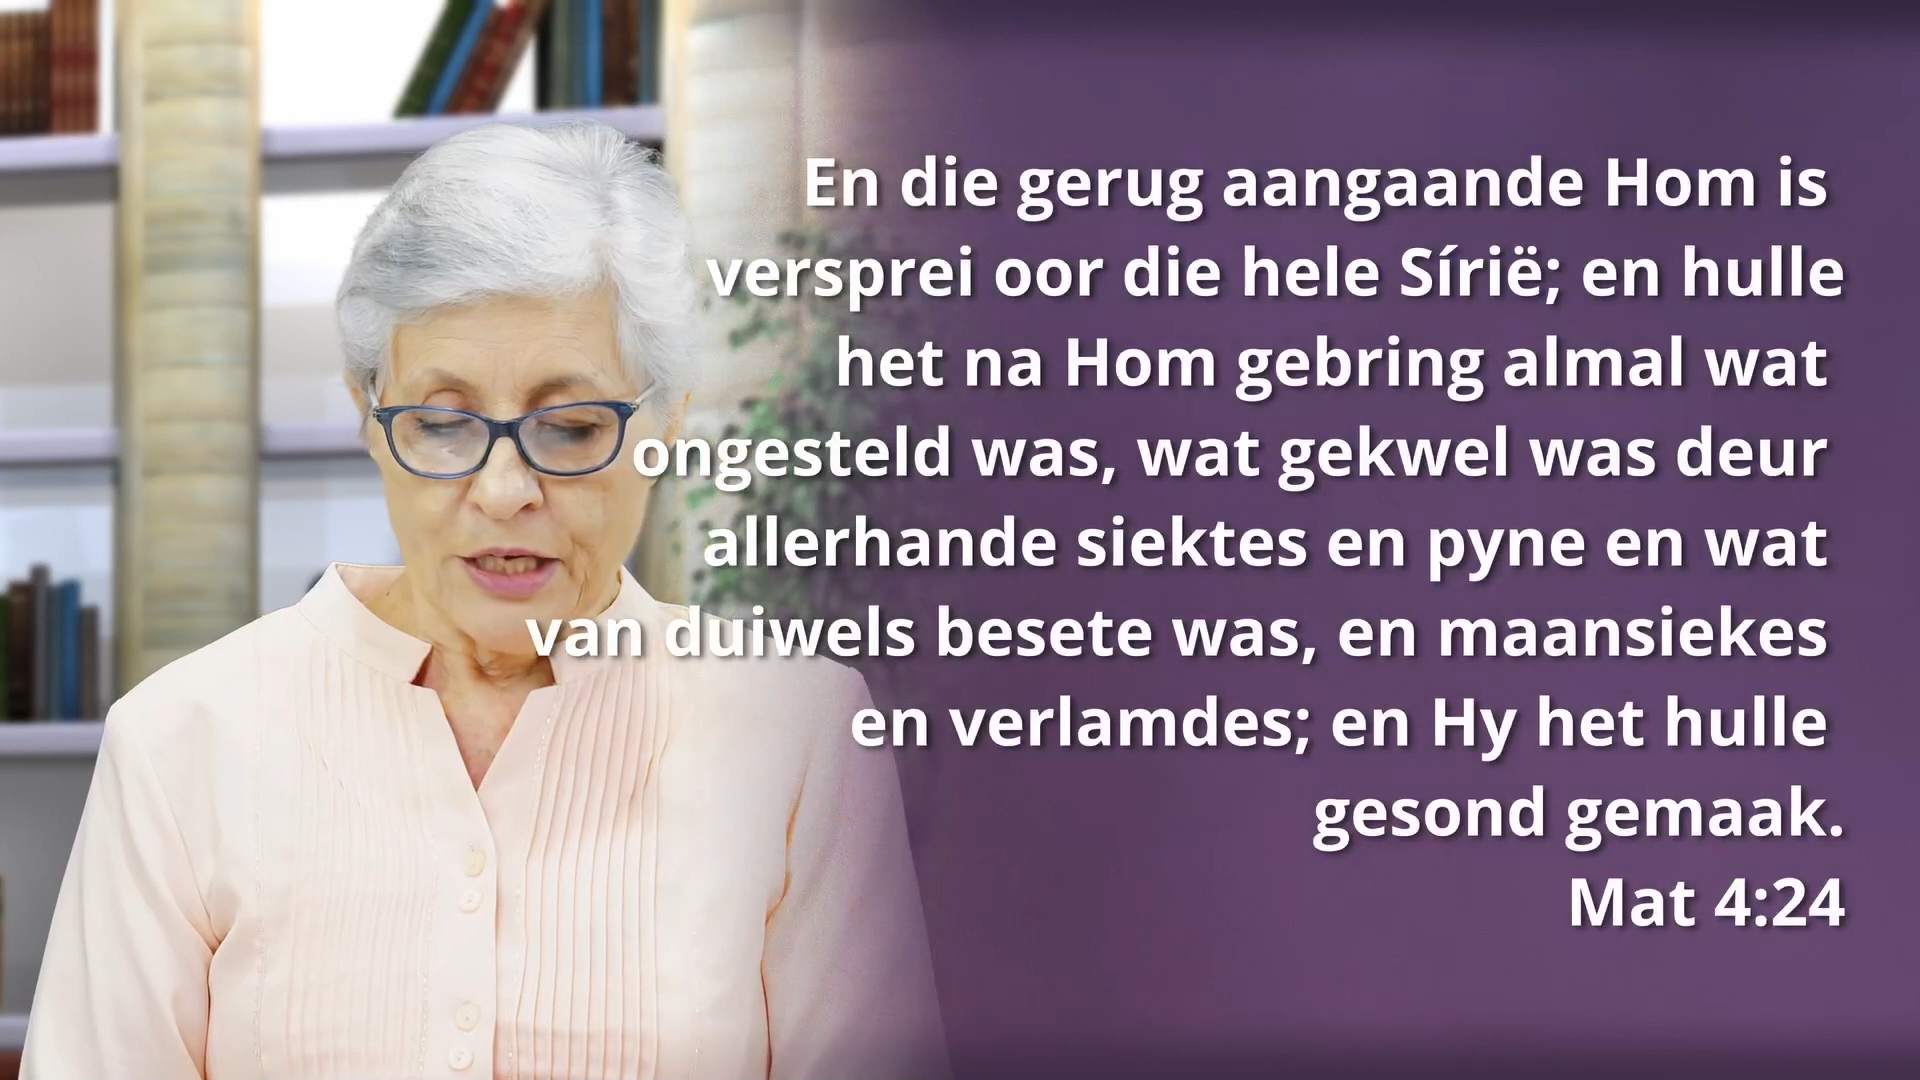 En die gerug aangaande Hom is
versprei oor die hele Sírië; en hulle
het na Hom gebring almal wat
ongesteld was, wat gekwel was deur
allerhande siektes en pyne en wat
van duiwels besete was, en maansiekes
en verlamdes; en Hy het hulle
gesond gemaak.
Mat 4:24